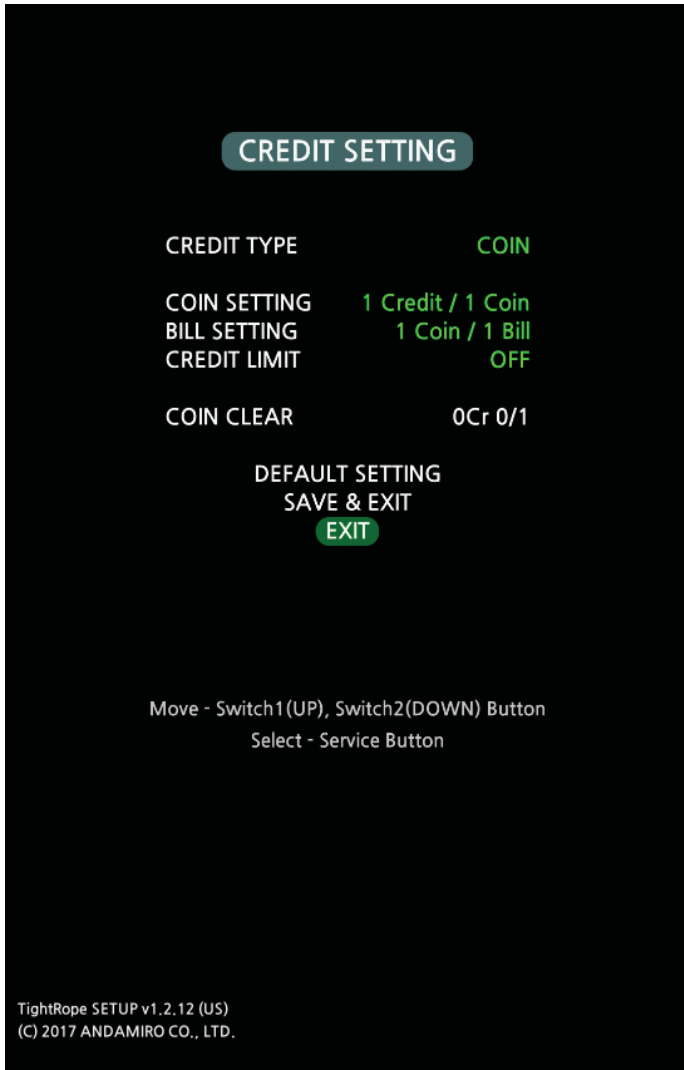 CREDIT SETTING
CREDIT TYPE COIN
COIN SETTING 1 Credit / 1 Coin
BILL SETTING 1 Coin / 1 Bill
CREDIT LIMIT OFF
COIN CLEAR 0Cr 0/1
DEFAULT SETTING
SAVE & EXIT
EXIT
Move - Switch1(UP), Switch2(DOWN) Button
Select - Service Button
TightRope SETUP v1.2.12 (US)
(C) 2017 ANDAMIRO CO., LTD.